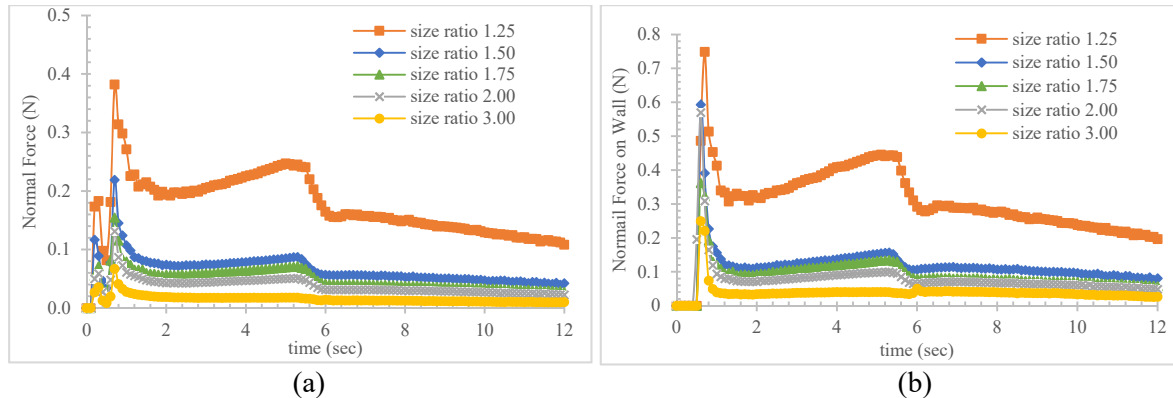 0.5
0.4
0.3
0.2
0.1
0.0
Normal Force (N)
size ratio 1.25
size ratio 1.50
size ratio 1.75
size ratio 2.00
size ratio 3.00
0 2 4 6 8 10 12
time (sec)
(a)
0.8
0.7
0.6
0.5
0.4
0.3
0.2
0.1
0
Normail Force on Wall (N)
size ratio 1.25
size ratio 1.50
size ratio 1.75
size ratio 2.00
size ratio 3.00
0 2 4 6 8 10 12
time (sec)
(b)